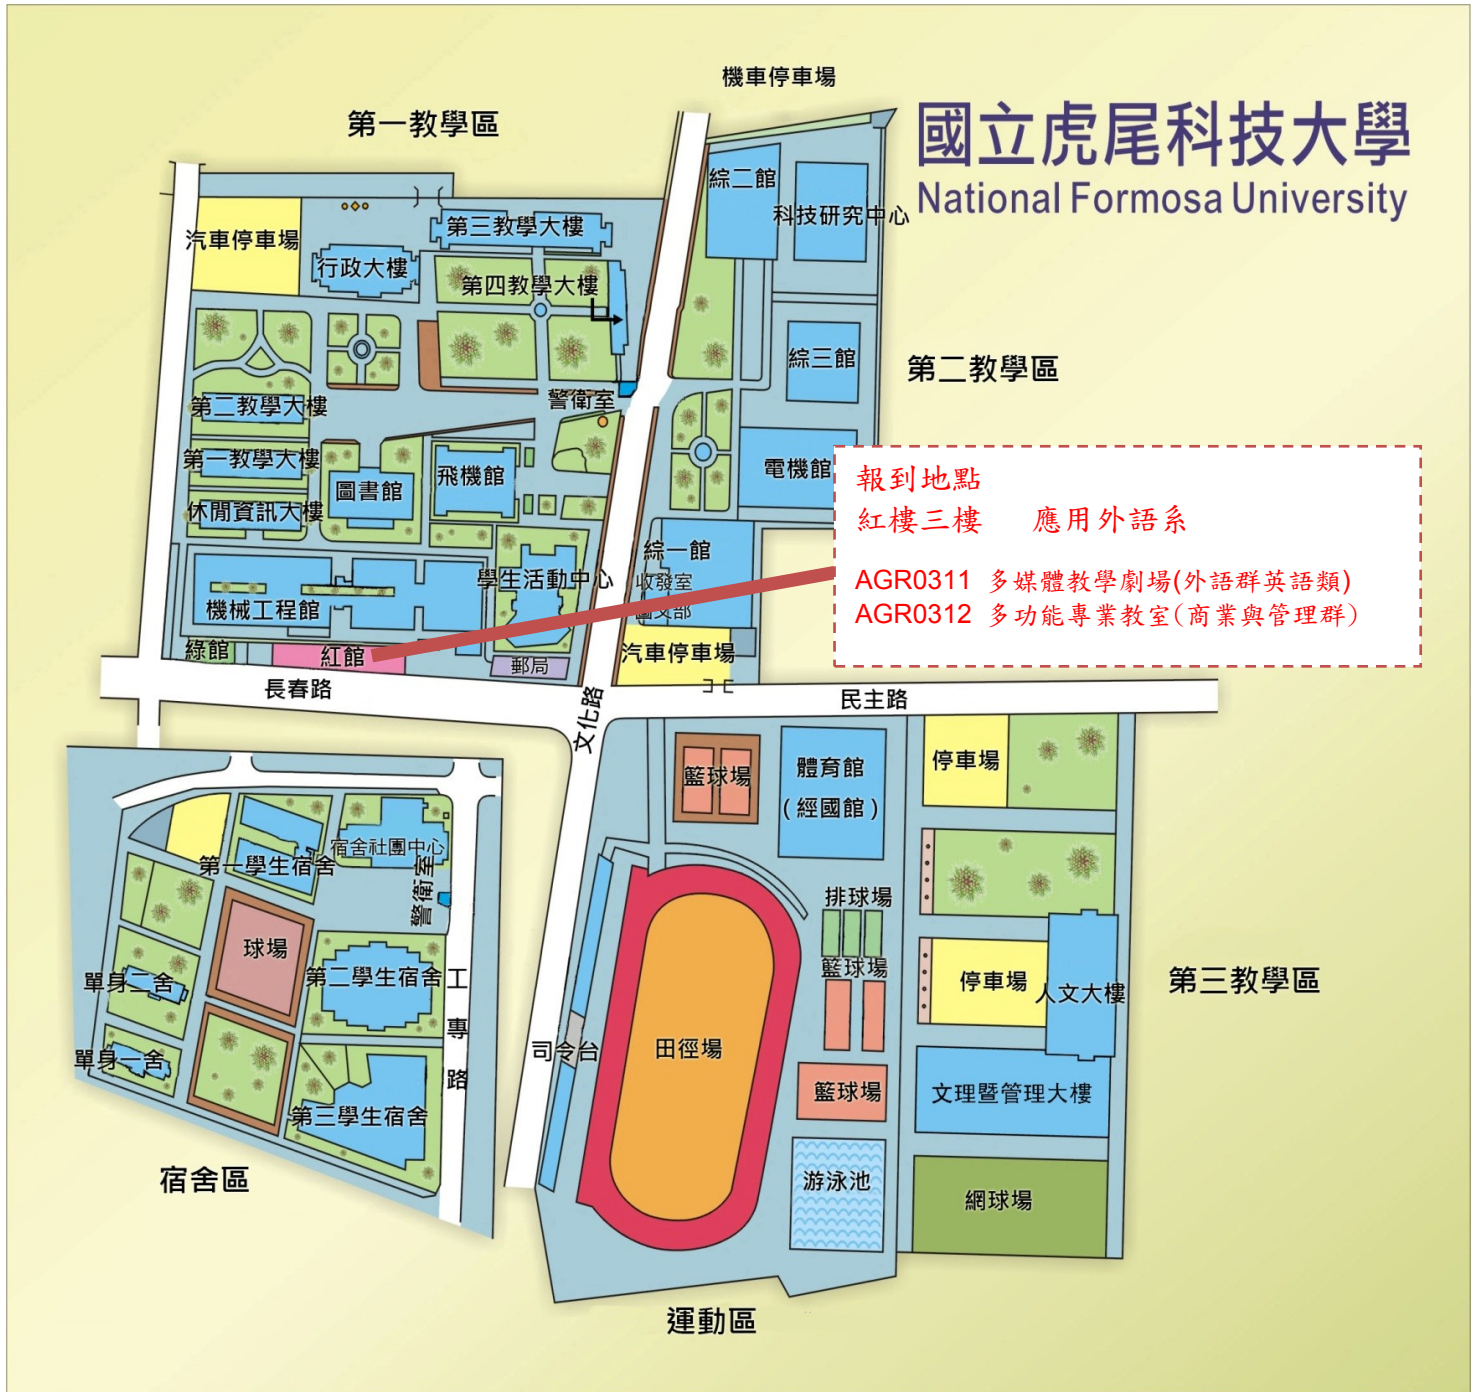 機車停車場
第一教學區
國立虎尾科技大學
National Formosa University
綜二館
科技研究中心
第三教學大樓
汽車停車場
行政大樓
第四教學大樓
綜三館
第二教學區
警衛室
第二教學大樓
第一教學大樓
飛機館
圖書館
電機館
休閒資訊大樓
報到地點
紅樓三樓 應用外語系
AGR0311 多媒體教學劇場(外語群英語類)
AGR0312 多功能專業教室(商業與管理群)
綜一館
收發室
學生活動中心
機械工程館
綠館
紅館
郵局
汽車停車場
長春路
文化路
民主路
籃球場
體育館
(經國館)
停車場
宿舍社團中心
第一學生宿舍
警衛室
排球場
球場
籃球場
第二學生宿舍
工專路
單身二舍
停車場
人文大樓
第三教學區
司令台
田徑場
單身一舍
籃球場
文理暨管理大樓
第三學生宿舍
宿舍區
游泳池
網球場
運動區